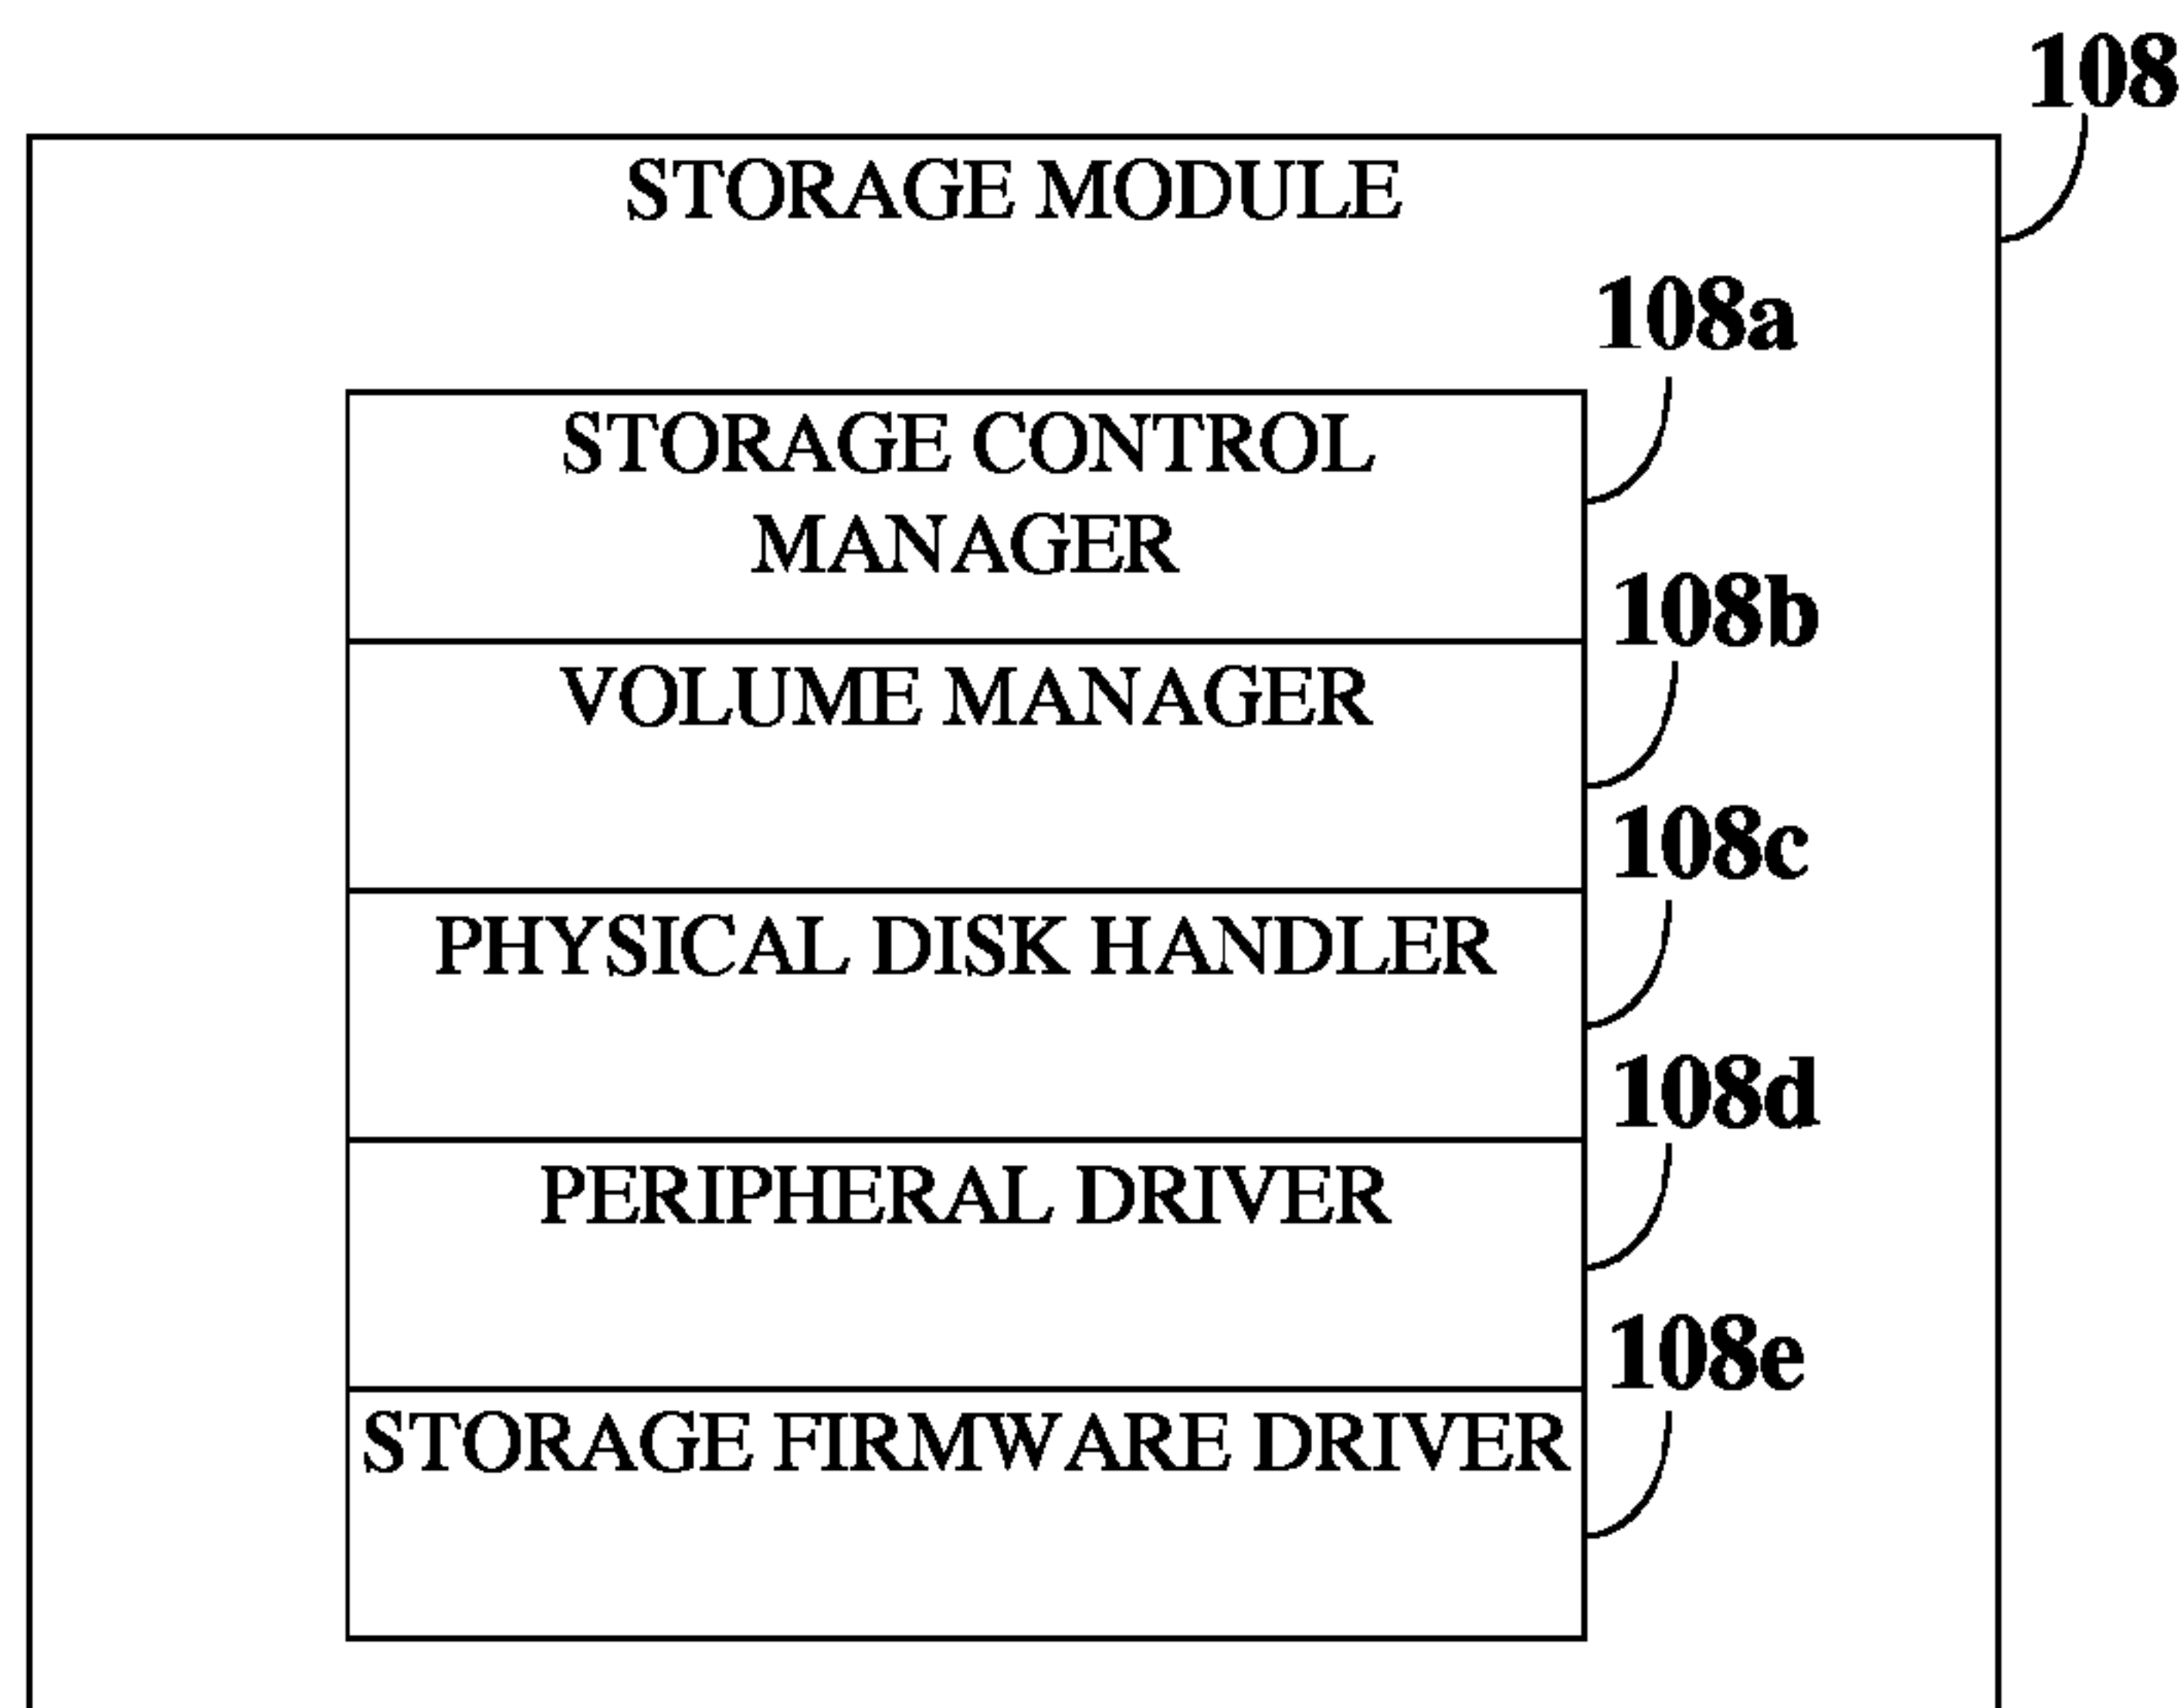 108
STORAGE MODULE
108a
STORAGE CONTROL
MANAGER
108b
VOLUME MANAGER
108c
PHYSICAL DISK HANDLER
108d
PERIPHERAL DRIVER
108e
STORAGE FIRMWARE DRIVER